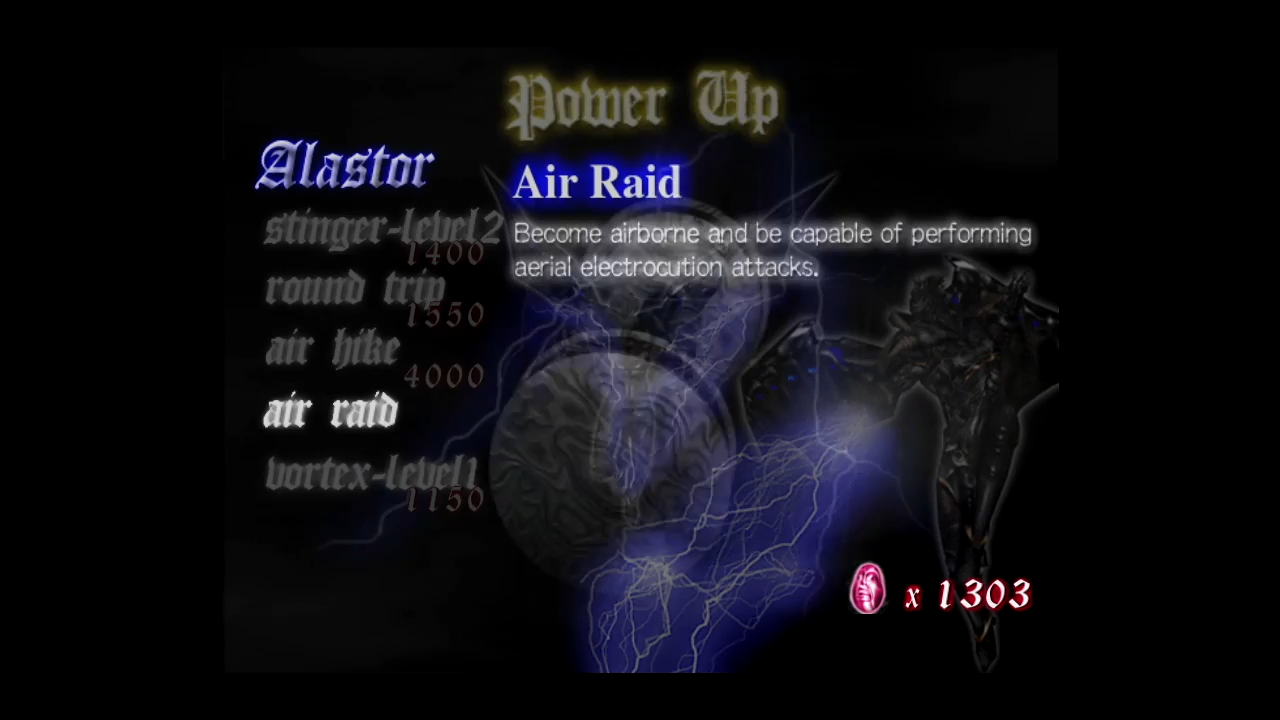 Power Up
Alastor
Air Raid
stinger-level2
1400
Become airborne and be capable of performing
aerial electrocution attacks.
round trip
1550
air hike
4000
air raid
vortex-level1
1150
x 1303